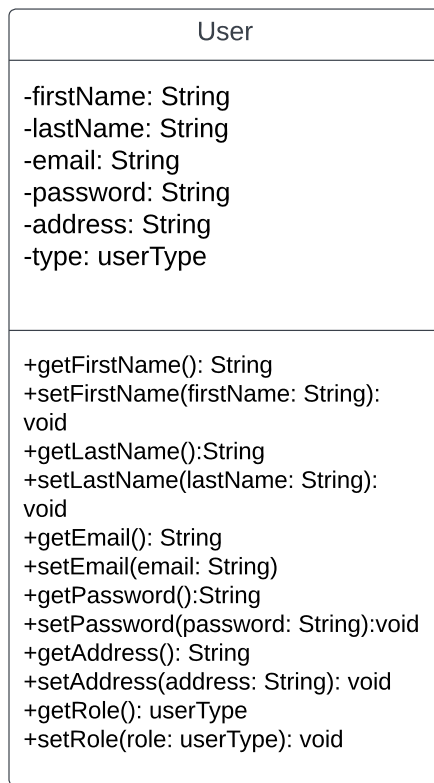 User
-firstName: String
-lastName: String
-email: String
-password: String
-address: String
-type: userType
+getFirstName(): String
+setFirstName(firstName: String):
void
+getLastName():String
+setLastName(lastName: String):
void
+getEmail(): String
+setEmail(email: String)
+getPassword():String
+setPassword(password: String):void
+getAddress(): String
+setAddress(address: String): void
+getRole(): userType
+setRole(role: userType): void